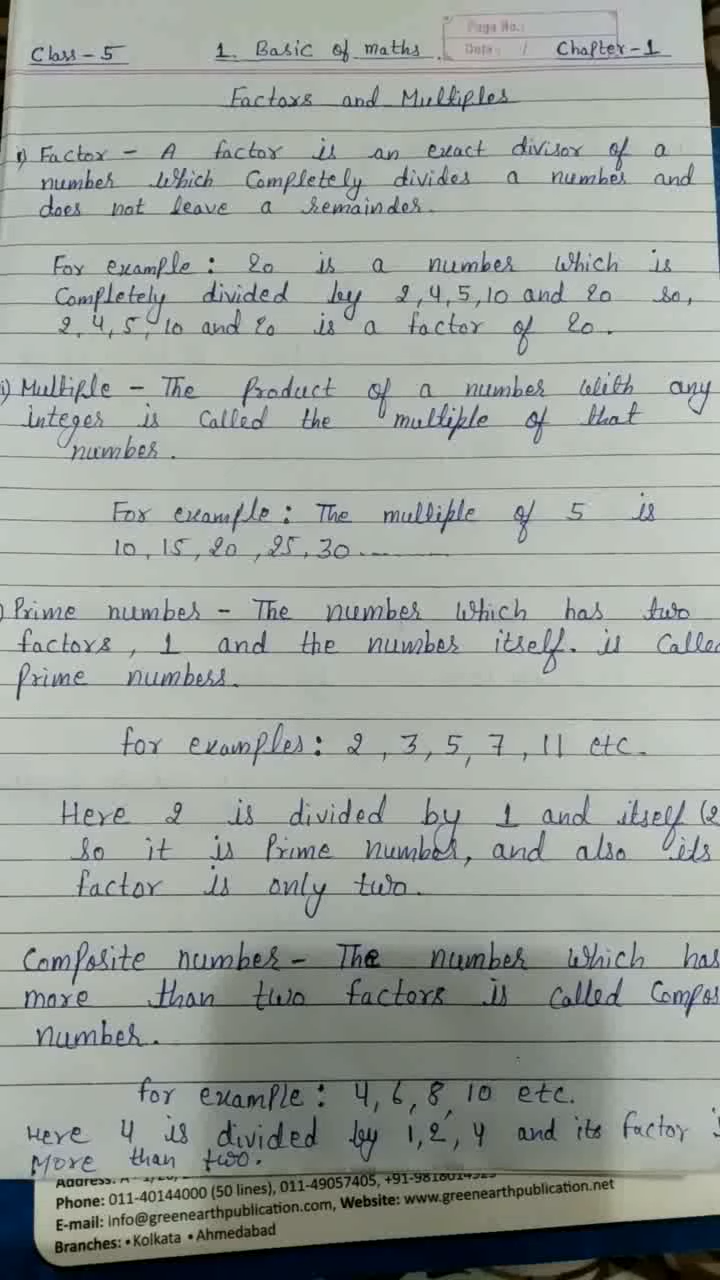 Page No.:
Class - 5 1. Basic of maths Date: / Chapter - 1
Factors and Multiples
i) Factor - A factor is an exact divisor of a
number which completely divides a number and
does not leave a remainder.
For example : 20 is a number which is
Completely divided by 2, 4, 5, 10 and 20 so,
2, 4, 5, 10 and 20 is a factor of 20.
i) Multiple - The Product of a number with any
integer is called the multiple of that
number.
For example : The multiple of 5 is
10, 15, 20, 25, 30 ........
) Prime number - The number which has two
factors, 1 and the number itself. is Called
Prime numbers.
for examples : 2, 3, 5, 7, 11 etc.
Here 2 is divided by 1 and itself (2
so it is Prime number, and also its
factor is only two.
Composite number - The number which has
more than two factors is called Compos
number.
for example : 4, 6, 8, 10 etc.
Here 4 is divided by 1, 2, 4 and its factor
More than two.
Address:
Phone: 011-40144000 (50 lines), 011-49057405,
E-mail: info@greenearthpublication.com, Website: www.greenearthpublication.net
Branches: • Kolkata • Ahmedabad